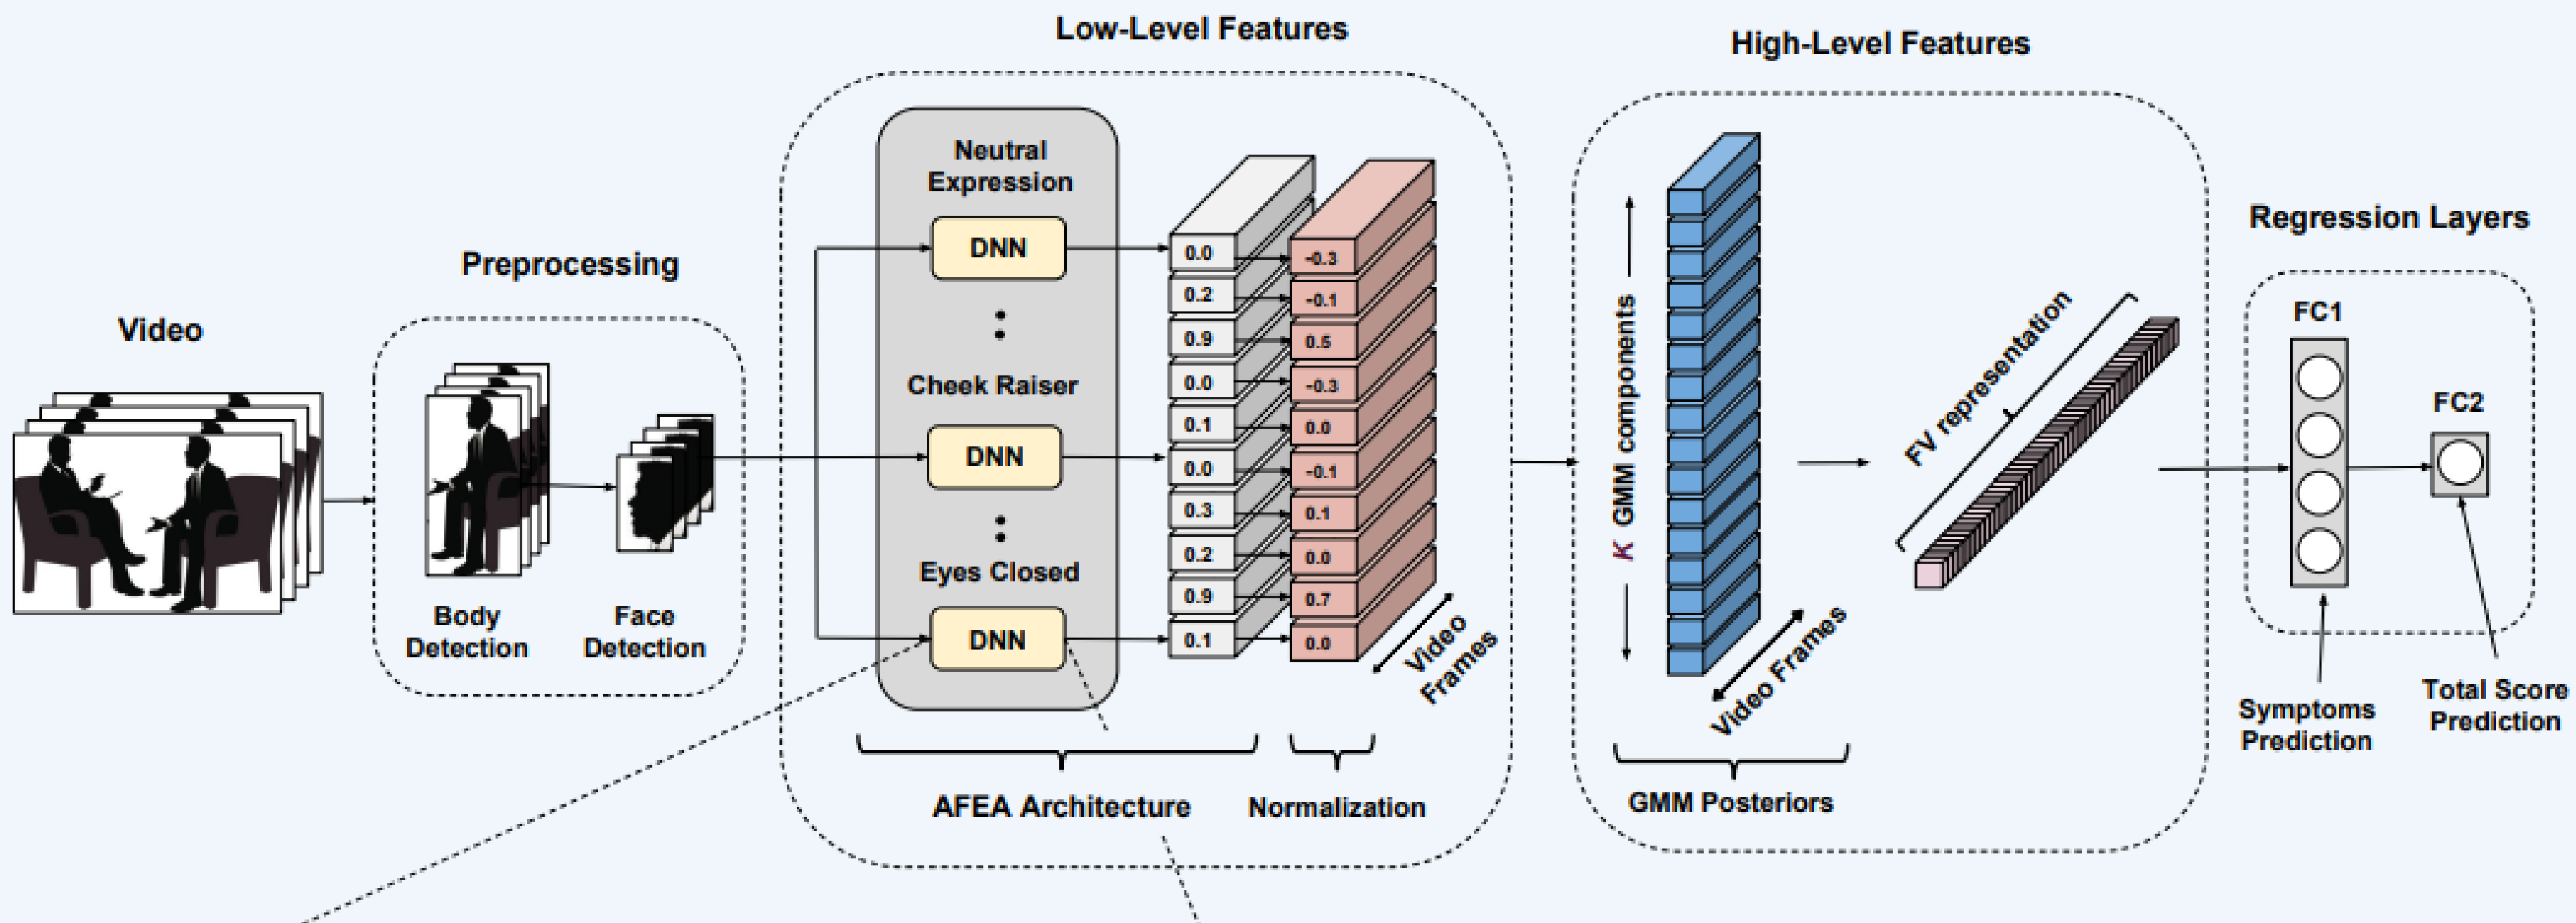 Video
Preprocessing
Body
Detection
Face
Detection
Low-Level Features
Neutral
Expression
DNN
Cheek Raiser
DNN
Eyes Closed
DNN
0.0
0.2
0.9
0.0
0.1
0.0
0.3
0.2
0.9
0.1
-0.3
-0.1
0.5
-0.3
0.0
-0.1
0.1
0.0
0.7
0.0
Video
Frames
AFEA Architecture
Normalization
High-Level Features
K GMM components
Video Frames
GMM Posteriors
FV representation
Regression Layers
FC1
FC2
Symptoms
Prediction
Total Score
Prediction